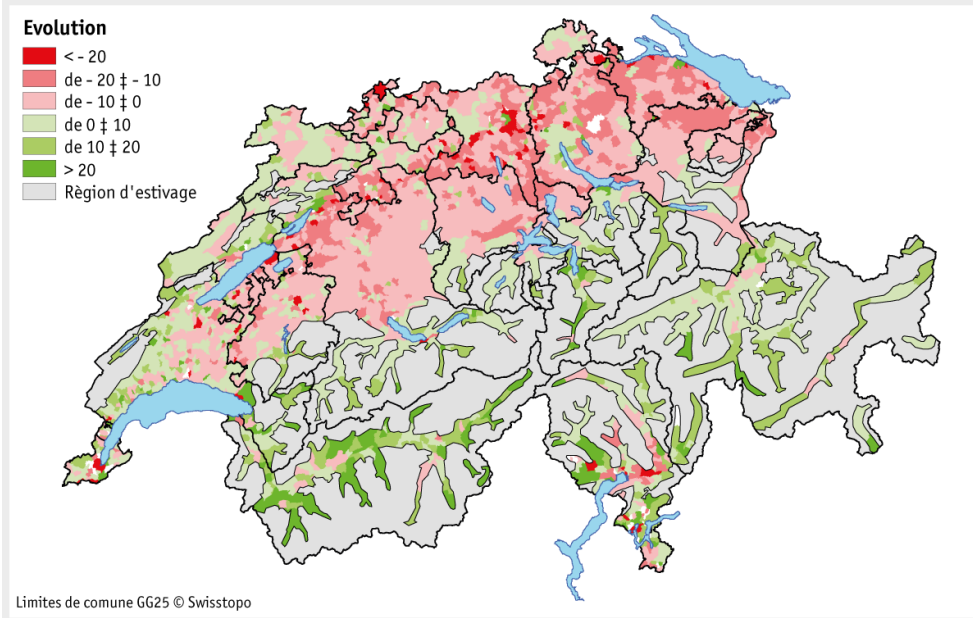 Evolution
< - 20
de - 20 ‡ - 10
de - 10 ‡ 0
de 0 ‡ 10
de 10 ‡ 20
> 20
Règion d'estivage
Limites de comune GG25 © Swisstopo